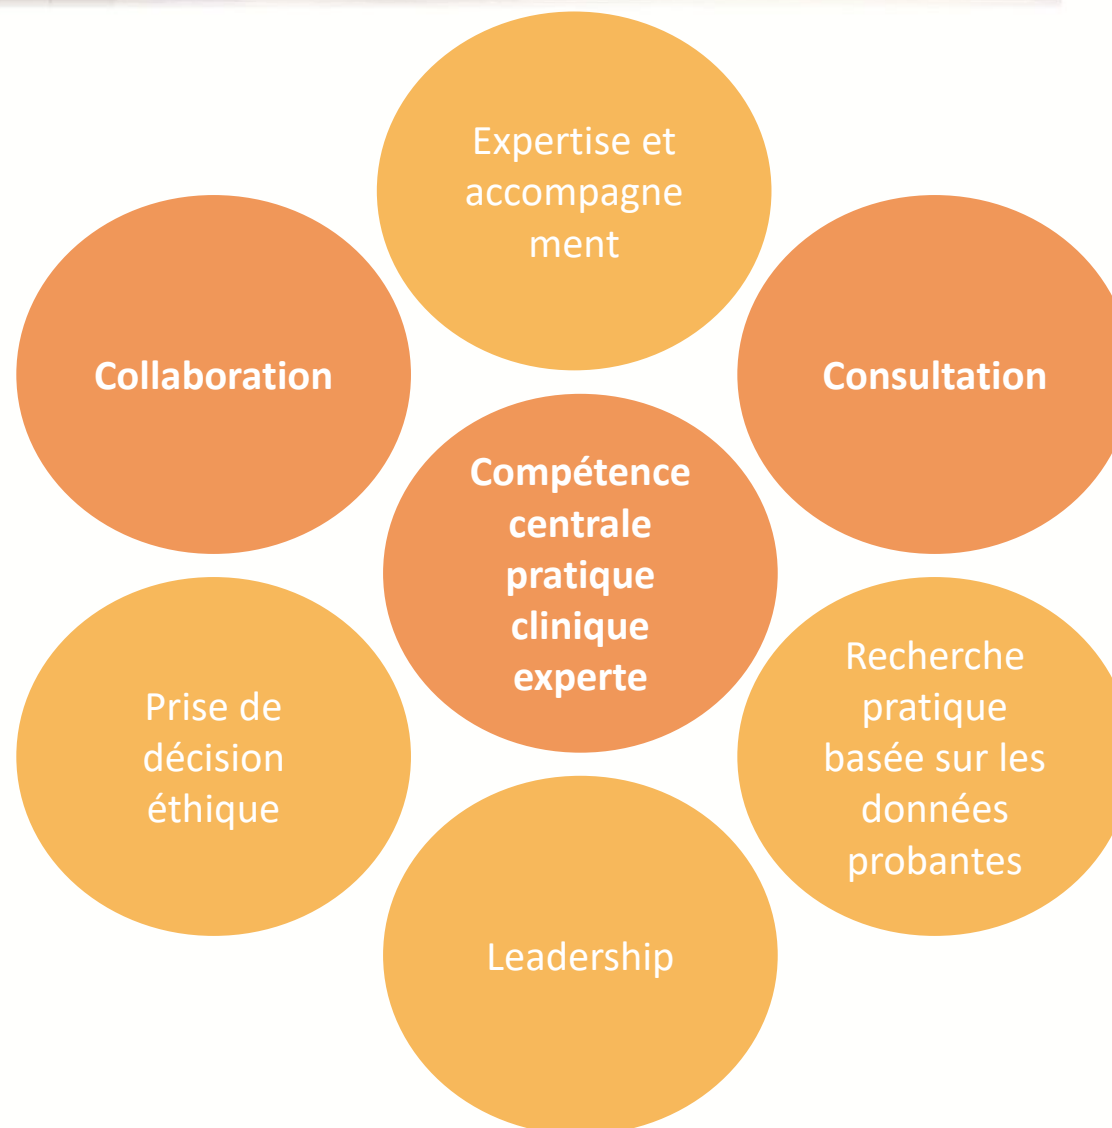 Expertise et
accompagne
ment
Collaboration
Consultation
Compétence
centrale
pratique
clinique
experte
Prise de
décision
éthique
Recherche
pratique
basée sur les
données
probantes
Leadership